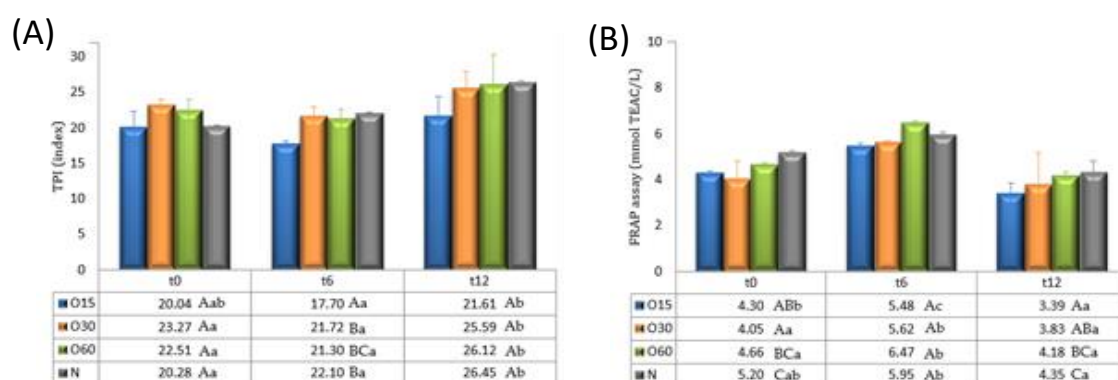 (A)
TPI (index)
30
25
20
15
10
5
0
t0 t6 t12
O15 20.04 Aab 17.70 Aa 21.61 Ab
O30 23.27 Aa 21.72 Ba 25.59 Ab
O60 22.51 Aa 21.30 BCa 26.12 Ab
N 20.28 Aa 22.10 Ba 26.45 Ab
(B)
FRAP assay (mmol TEAC/L)
10
8
6
4
2
0
t0 t6 t12
O15 4.30 ABb 5.48 Ac 3.39 Aa
O30 4.05 Aa 5.62 Ab 3.83 ABa
O60 4.66 BCa 6.47 Ab 4.18 BCa
N 5.20 Cab 5.95 Ab 4.35 Ca